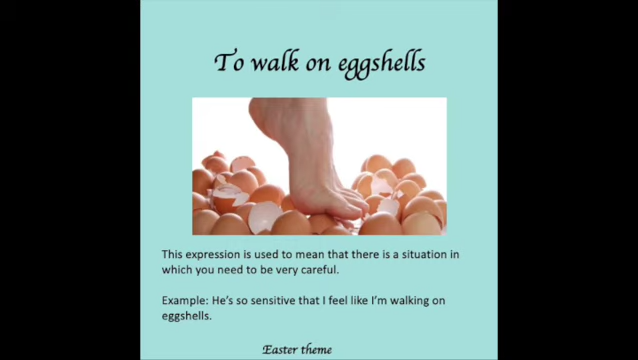 To walk on eggshells
This expression is used to mean that there is a situation in
which you need to be very careful.
Example: He's so sensitive that I feel like I'm walking on
eggshells.
Easter theme